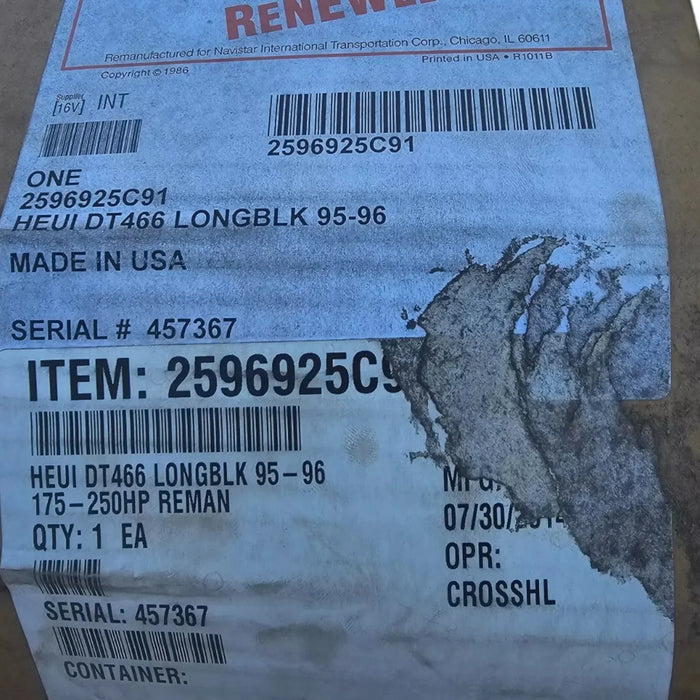 Remanufactured for Navistar International Transportation Corp., Chicago, IL 60611
Copyright © 1986
Printed in USA • R1011B
Supplier
[16V] INT
2596925C91
ONE
2596925C91
HEUI DT466 LONGBLK 95-96
MADE IN USA
SERIAL # 457367
ITEM: 2596925C9
HEUI DT466 LONGBLK 95-96
175-250HP REMAN
QTY: 1 EA
MFG.
07/30/2014
OPR:
CROSSHL
SERIAL: 457367
CONTAINER: